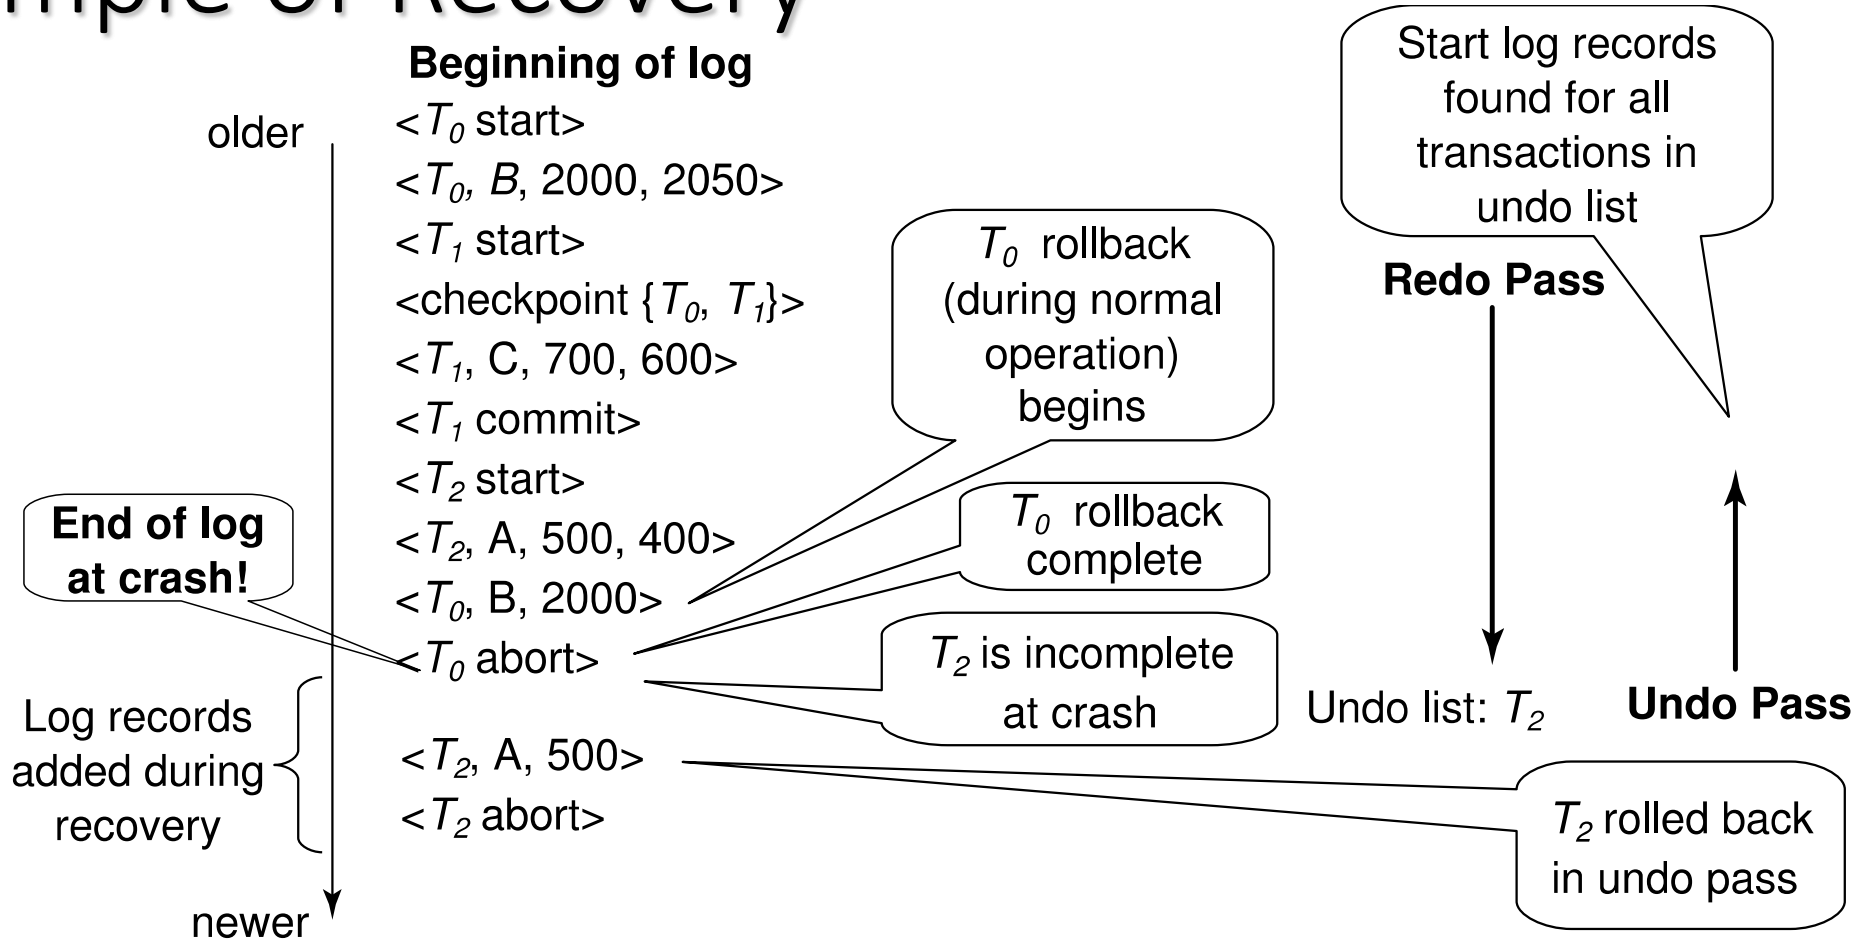 of Recovery
Beginning of log
older
<T0 start>
<T0, B, 2000, 2050>
<T1 start>
<checkpoint {T0, T1}>
<T1, C, 700, 600>
<T1 commit>
<T2 start>
<T2, A, 500, 400>
<T0, B, 2000>
<T0 abort>
<T2, A, 500>
<T2 abort>
newer
End of log
at crash!
Log records
added during
recovery
T0 rollback
(during normal
operation)
begins
T0 rollback
complete
T2 is incomplete
at crash
Start log records
found for all
transactions in
undo list
Redo Pass
Undo list: T2
Undo Pass
T2 rolled back
in undo pass